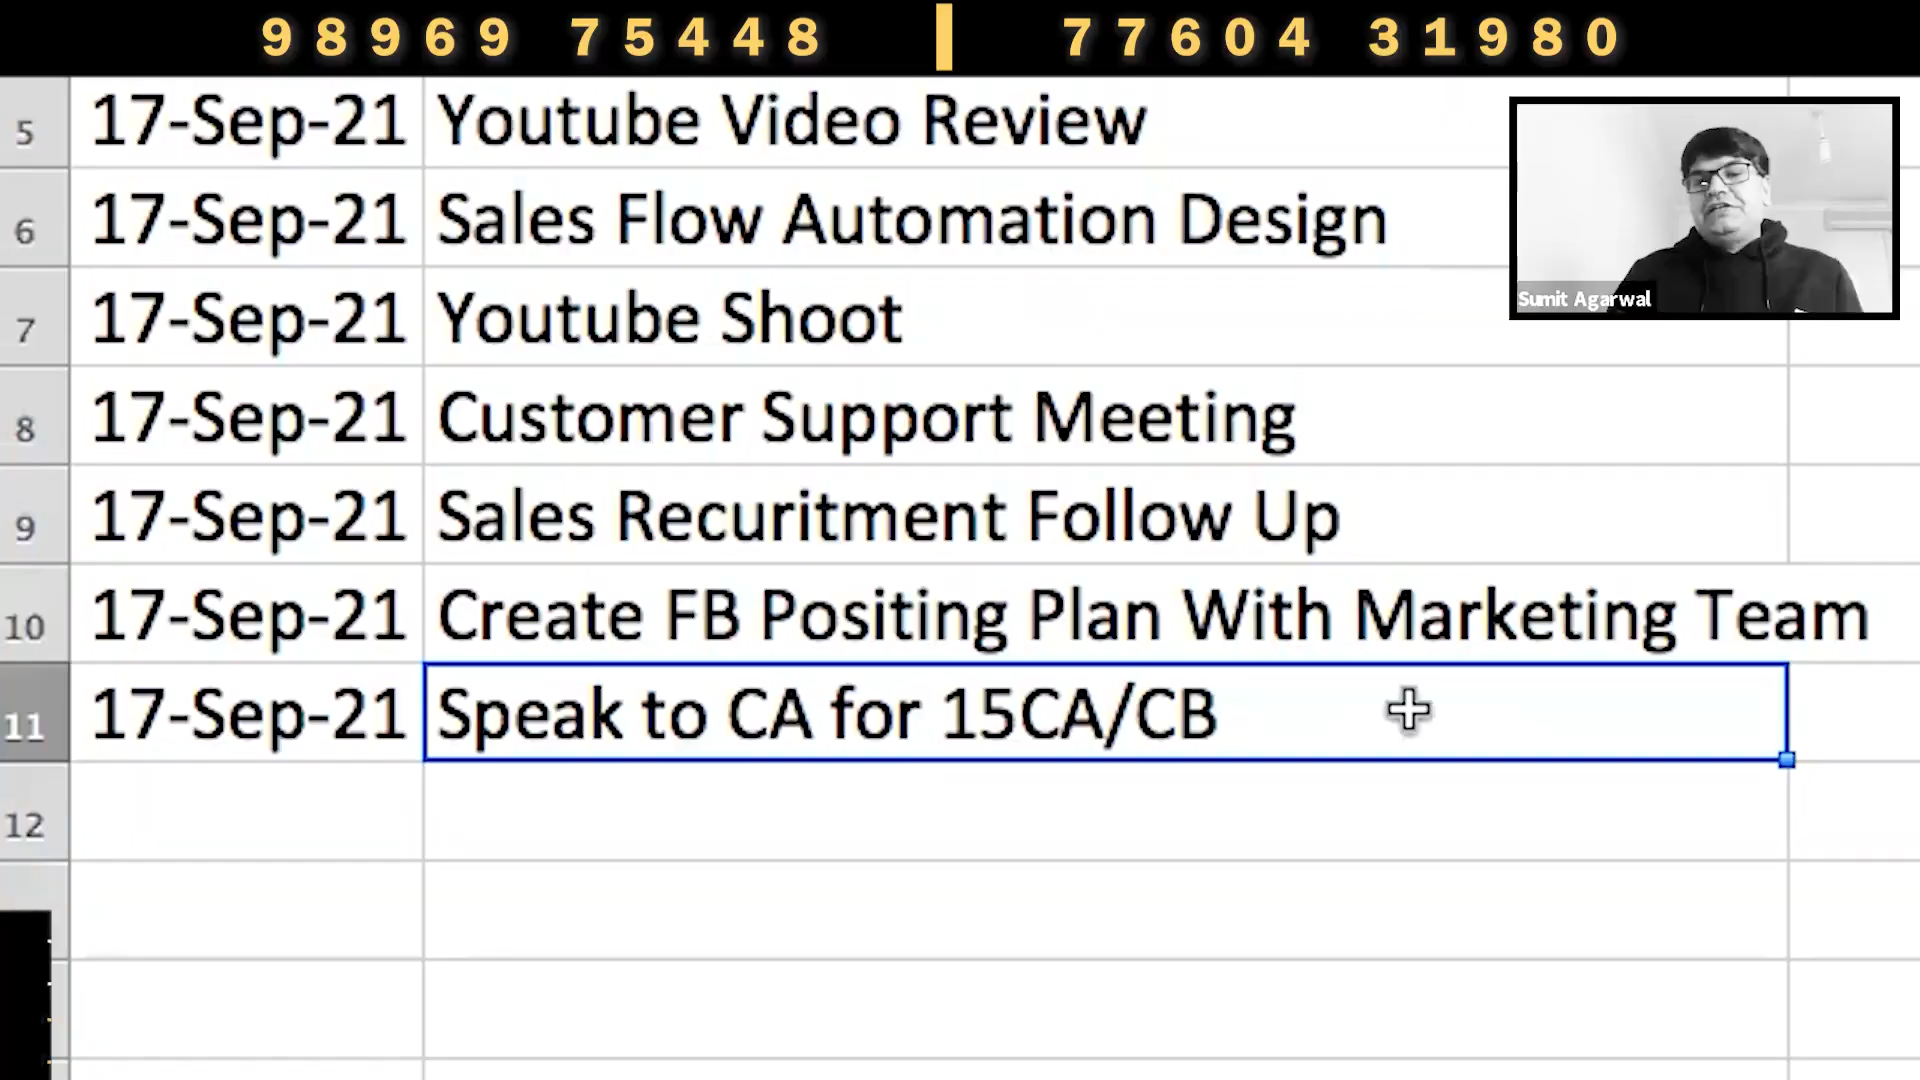 98969 75448 | 77604 31980
5 17-Sep-21 Youtube Video Review
6 17-Sep-21 Sales Flow Automation Design
Sumit Agarwal
7 17-Sep-21 Youtube Shoot
8 17-Sep-21 Customer Support Meeting
9 17-Sep-21 Sales Recuritment Follow Up
10 17-Sep-21 Create FB Positing Plan With Marketing Team
11 17-Sep-21 Speak to CA for 15CA/CB
12